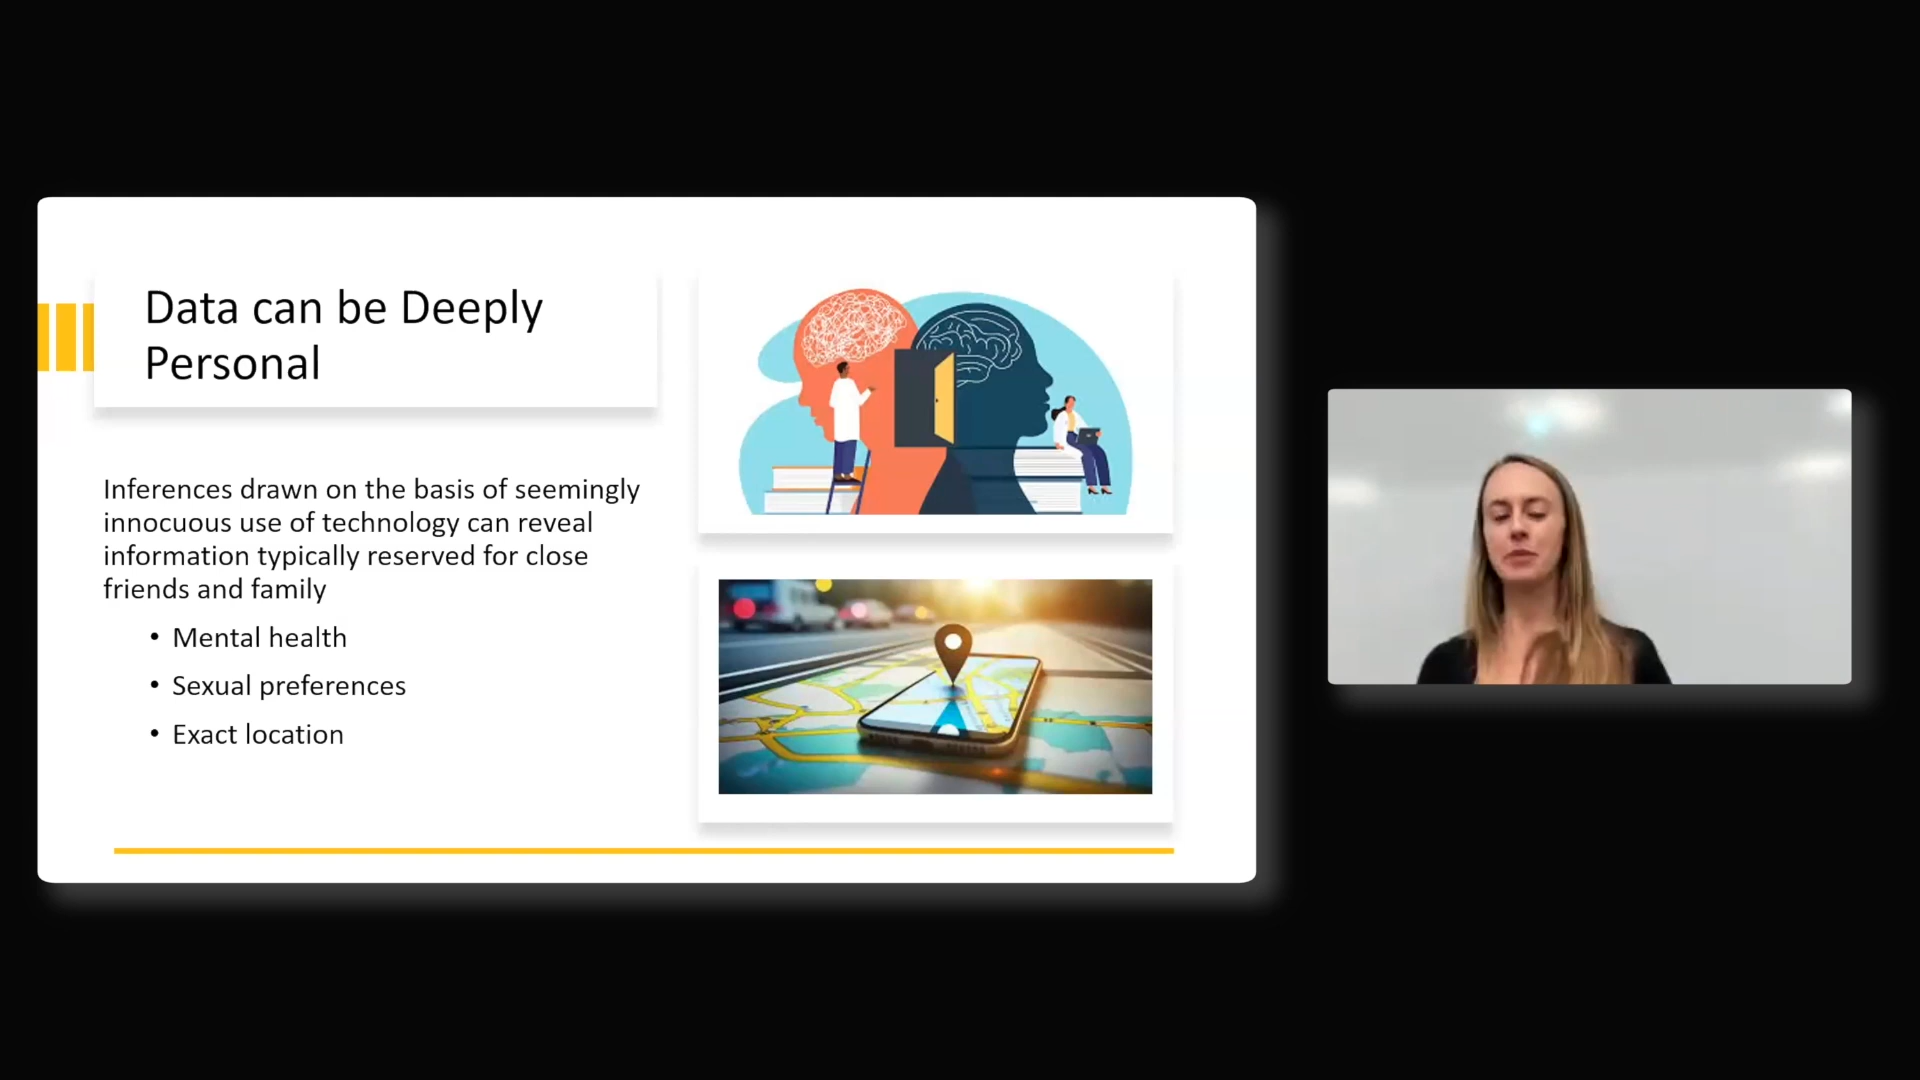 Data can be Deeply
Personal
Inferences drawn on the basis of seemingly
innocuous use of technology can reveal
information typically reserved for close
friends and family
• Mental health
• Sexual preferences
• Exact location